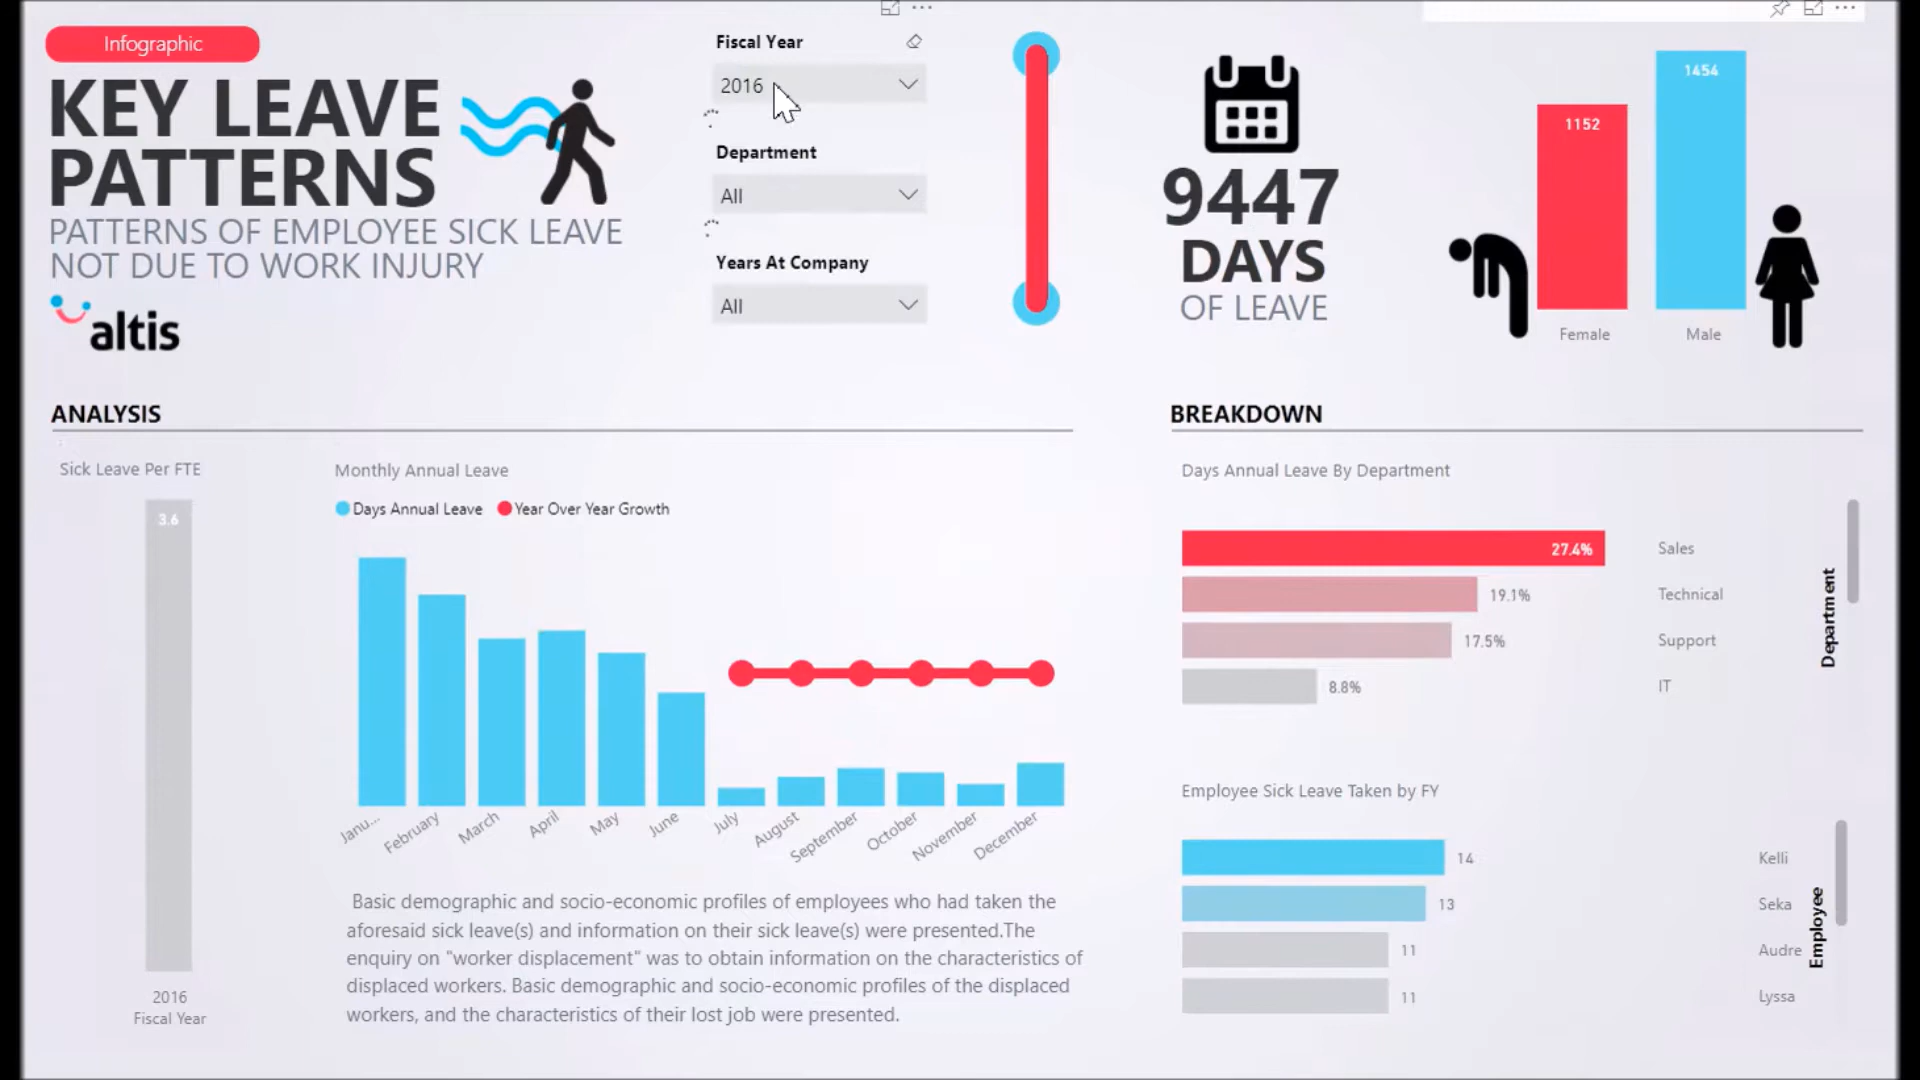 Infographic
KEY LEAVE
PATTERNS
PATTERNS OF EMPLOYEE SICK LEAVE
NOT DUE TO WORK INJURY
altis
Fiscal Year
2016
Department
All
Years At Company
All
9447
DAYS
OF LEAVE
1152
1454
Female
Male
ANALYSIS
Sick Leave Per FTE
3.6
2016
Fiscal Year
Monthly Annual Leave
Days Annual Leave
Year Over Year Growth
Janu...
February
March
April
May
June
July
August
September
October
November
December
Basic demographic and socio-economic profiles of employees who had taken the
aforesaid sick leave(s) and information on their sick leave(s) were presented.The
enquiry on "worker displacement" was to obtain information on the characteristics of
displaced workers. Basic demographic and socio-economic profiles of the displaced
workers, and the characteristics of their lost job were presented.
BREAKDOWN
Days Annual Leave By Department
27.4% Sales
19.1% Technical
17.5% Support
8.8% IT
Department
Employee Sick Leave Taken by FY
14 Kelli
13 Seka
11 Audre
11 Lyssa
Employee